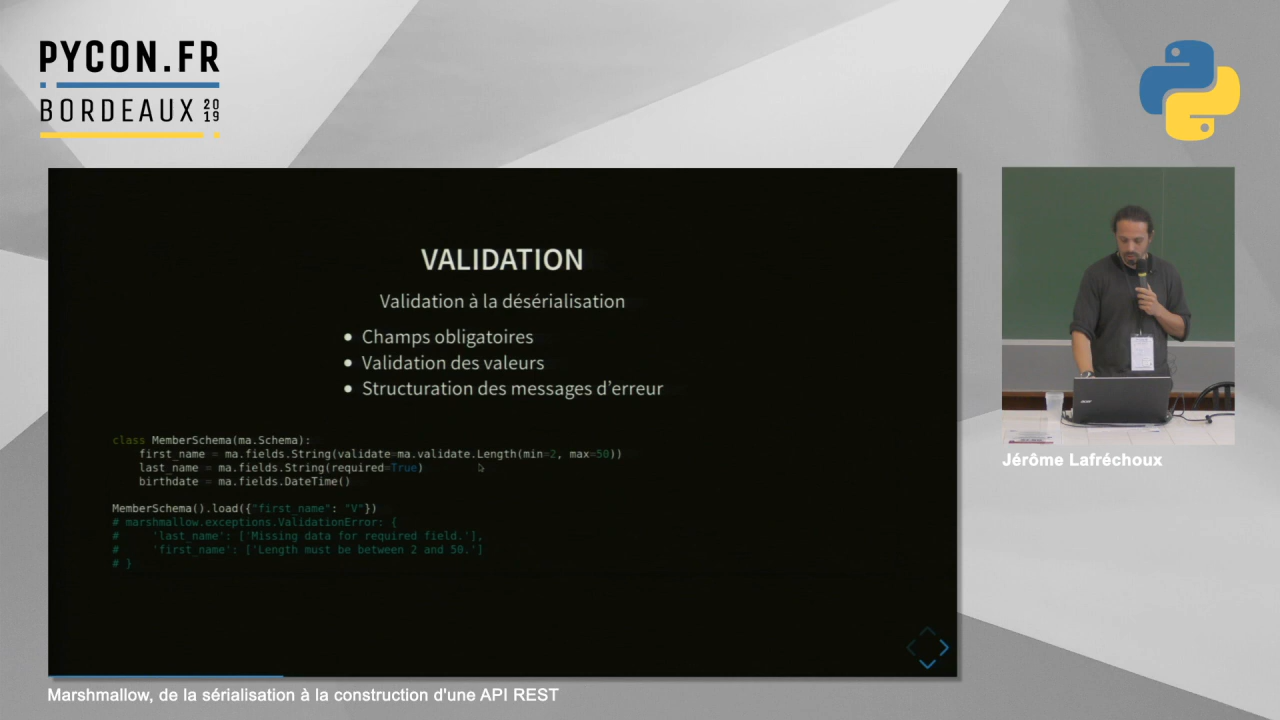 PYCON.FR
BORDEAUX 2019
VALIDATION
Validation à la désérialisation
Champs obligatoires
Validation des valeurs
Structuration des messages d'erreur
class MemberSchema(ma.Schema):
first_name = ma.fields.String(validate=ma.validate.Length(min=2, max=50))
last_name = ma.fields.String(required=True)
birthdate = ma.fields.DateTime()
MemberSchema().load({"first_name": "V"})
# marshmallow.exceptions.ValidationError: {
#     'last_name': ['Missing data for required field.'],
#     'first_name': ['Length must be between 2 and 50.']
# }
Jérôme Lafréchoux
Marshmallow, de la sérialisation à la construction d'une API REST